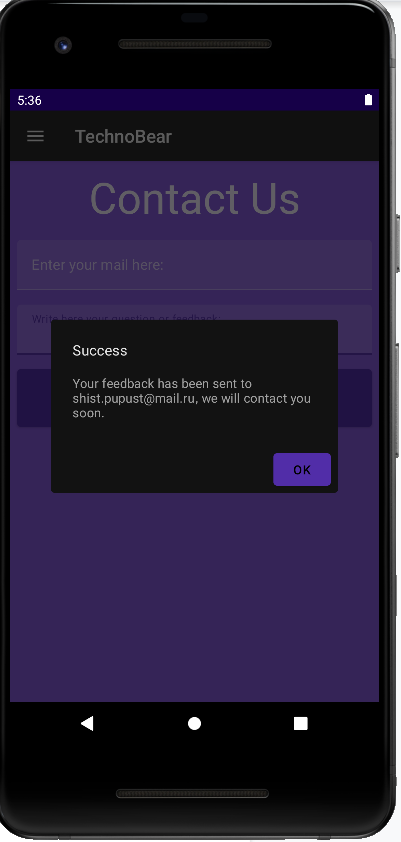 5:36
TechnoBear
Contact Us
Enter your mail here:
Write here your question or feedback:
Success
Your feedback has been sent to
shist.pupust@mail.ru, we will contact you
soon.
OK